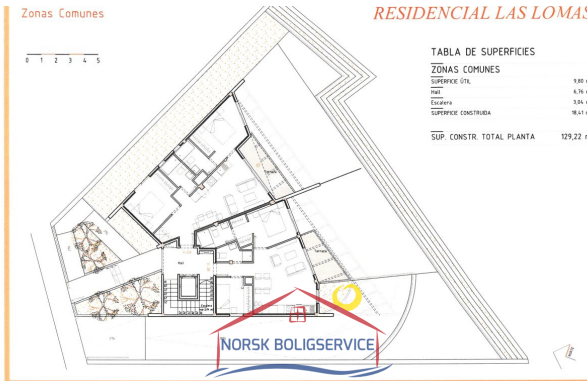 Zonas Comunes
RESIDENCIAL LAS LOMAS
0 1 2 3 4 5
TABLA DE SUPERFICIES
ZONAS COMUNES
SUPERFICIE ÚTIL 9,80 m
Hall 6,76 m
Escalera 3,04 m
SUPERFICIE CONSTRUIDA 18,41 m
SUP. CONSTR. TOTAL PLANTA 129,22 m
Terraza
Hall
NORSK BOLIGSERVICE